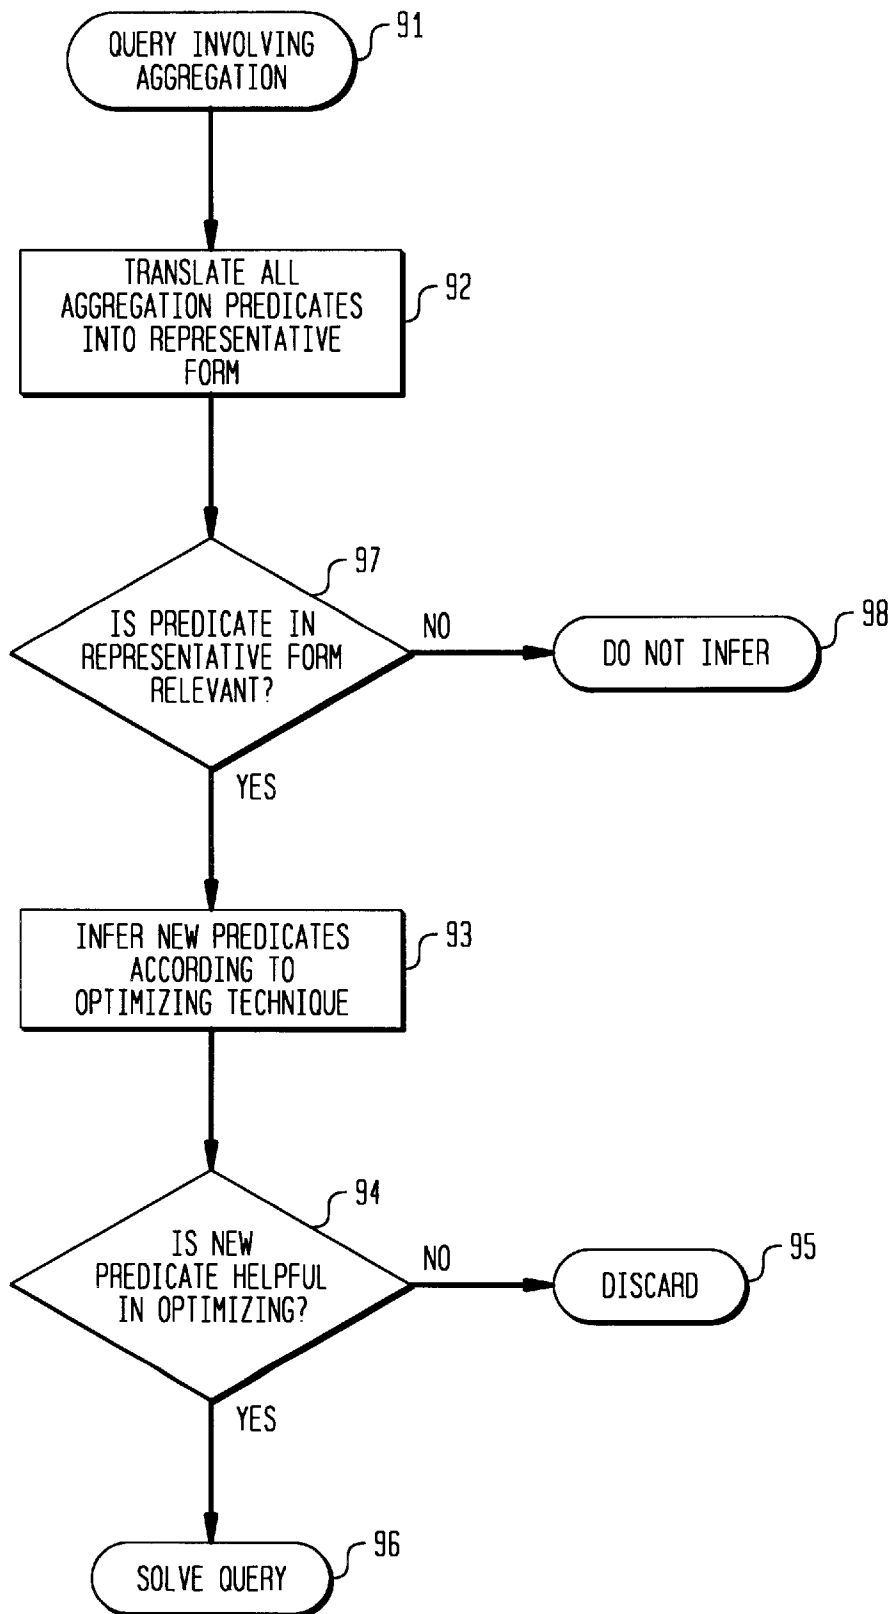 QUERY INVOLVING
AGGREGATION
91
TRANSLATE ALL
AGGREGATION PREDICATES
INTO REPRESENTATIVE
FORM
92
97
IS PREDICATE IN
REPRESENTATIVE FORM
RELEVANT?
NO
DO NOT INFER
98
YES
INFER NEW PREDICATES
ACCORDING TO
OPTIMIZING TECHNIQUE
93
94
IS NEW
PREDICATE HELPFUL
IN OPTIMIZING?
NO
DISCARD
95
YES
SOLVE QUERY
96